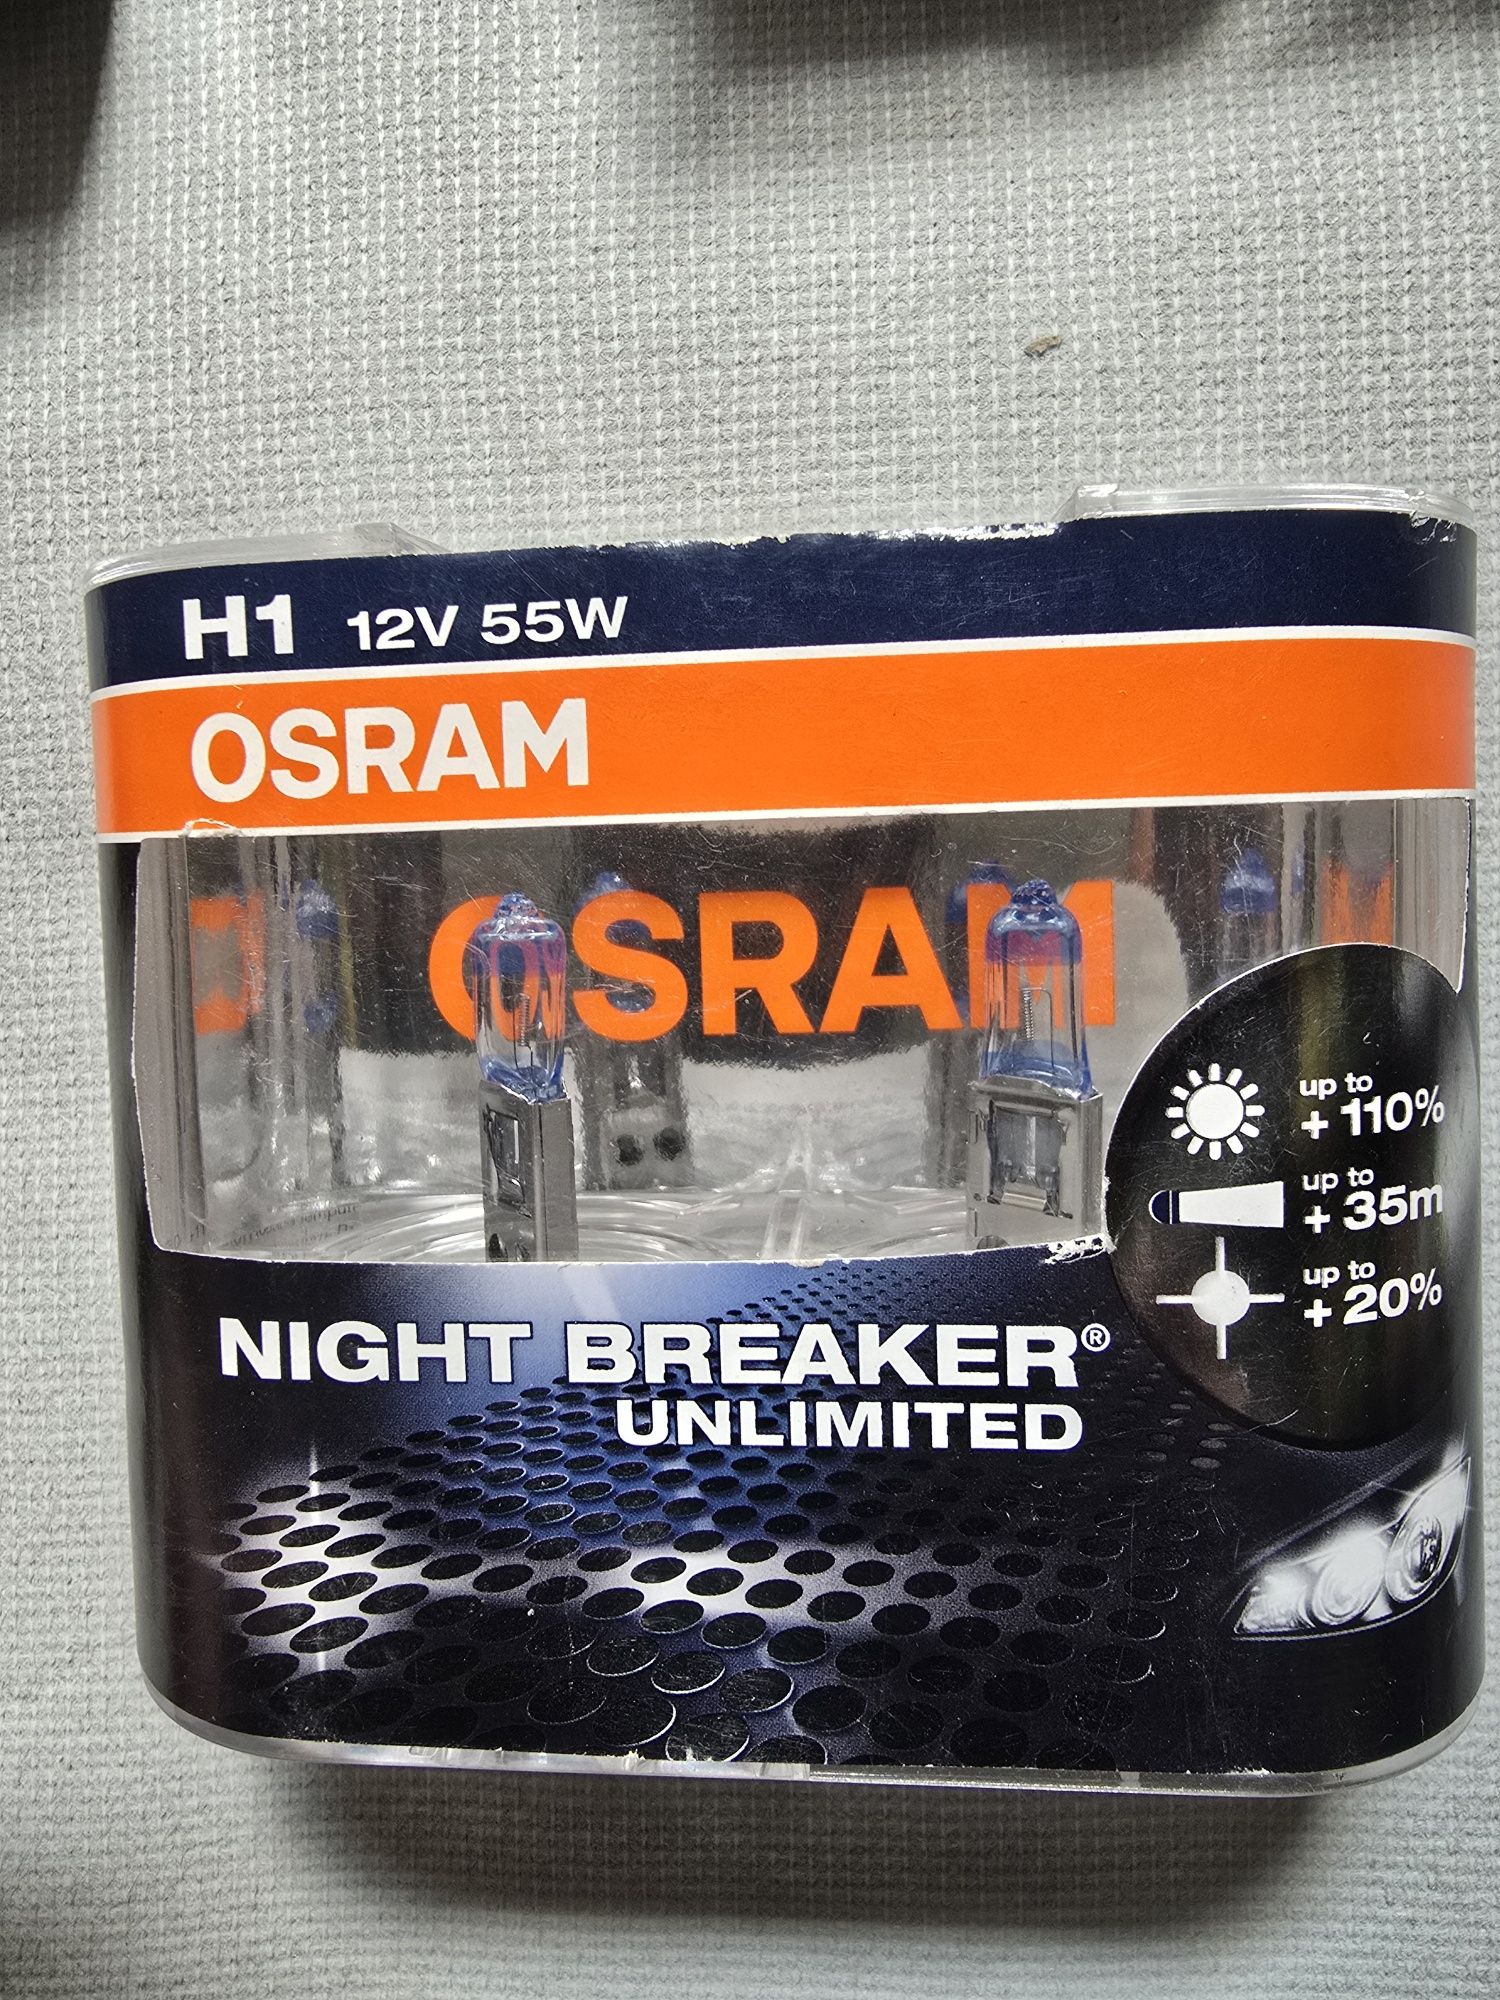 H1 12V 55W
OSRAM
OSRAM
up to
+ 110%
up to
+ 35m
up to
+ 20%
NIGHT BREAKER®
UNLIMITED